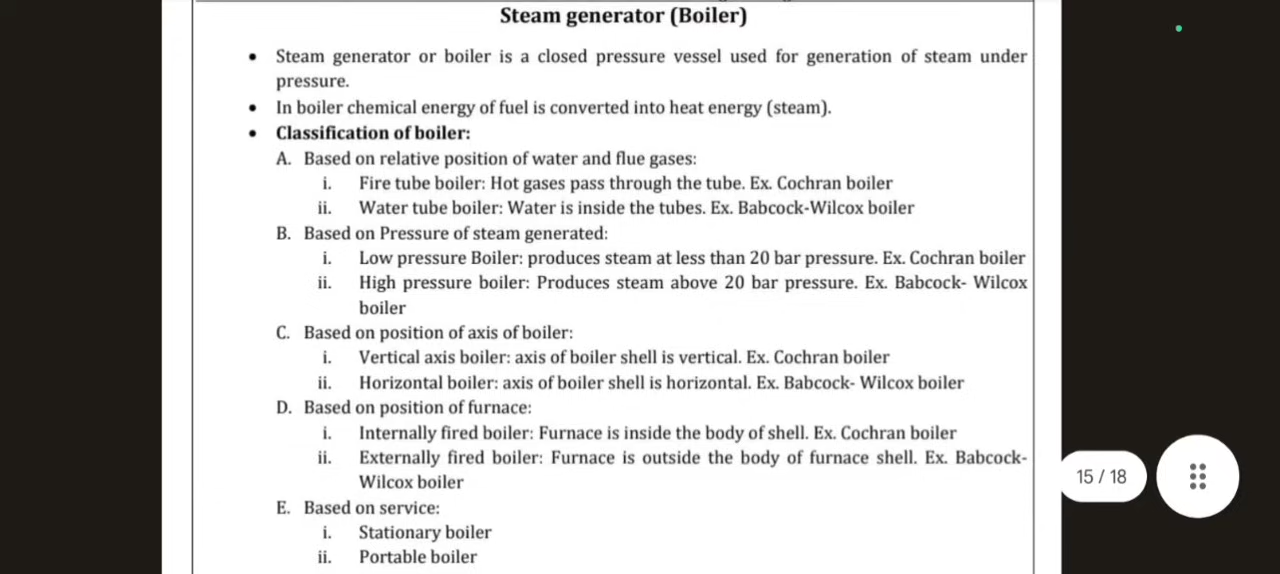 Steam generator (Boiler)
• Steam generator or boiler is a closed pressure vessel used for generation of steam under
pressure.
• In boiler chemical energy of fuel is converted into heat energy (steam).
• Classification of boiler:
A. Based on relative position of water and flue gases:
i. Fire tube boiler: Hot gases pass through the tube. Ex. Cochran boiler
ii. Water tube boiler: Water is inside the tubes. Ex. Babcock-Wilcox boiler
B. Based on Pressure of steam generated:
i. Low pressure Boiler: produces steam at less than 20 bar pressure. Ex. Cochran boiler
ii. High pressure boiler: Produces steam above 20 bar pressure. Ex. Babcock- Wilcox
boiler
C. Based on position of axis of boiler:
i. Vertical axis boiler: axis of boiler shell is vertical. Ex. Cochran boiler
ii. Horizontal boiler: axis of boiler shell is horizontal. Ex. Babcock- Wilcox boiler
D. Based on position of furnace:
i. Internally fired boiler: Furnace is inside the body of shell. Ex. Cochran boiler
ii. Externally fired boiler: Furnace is outside the body of furnace shell. Ex. Babcock-
Wilcox boiler
E. Based on service:
i. Stationary boiler
ii. Portable boiler
15 / 18